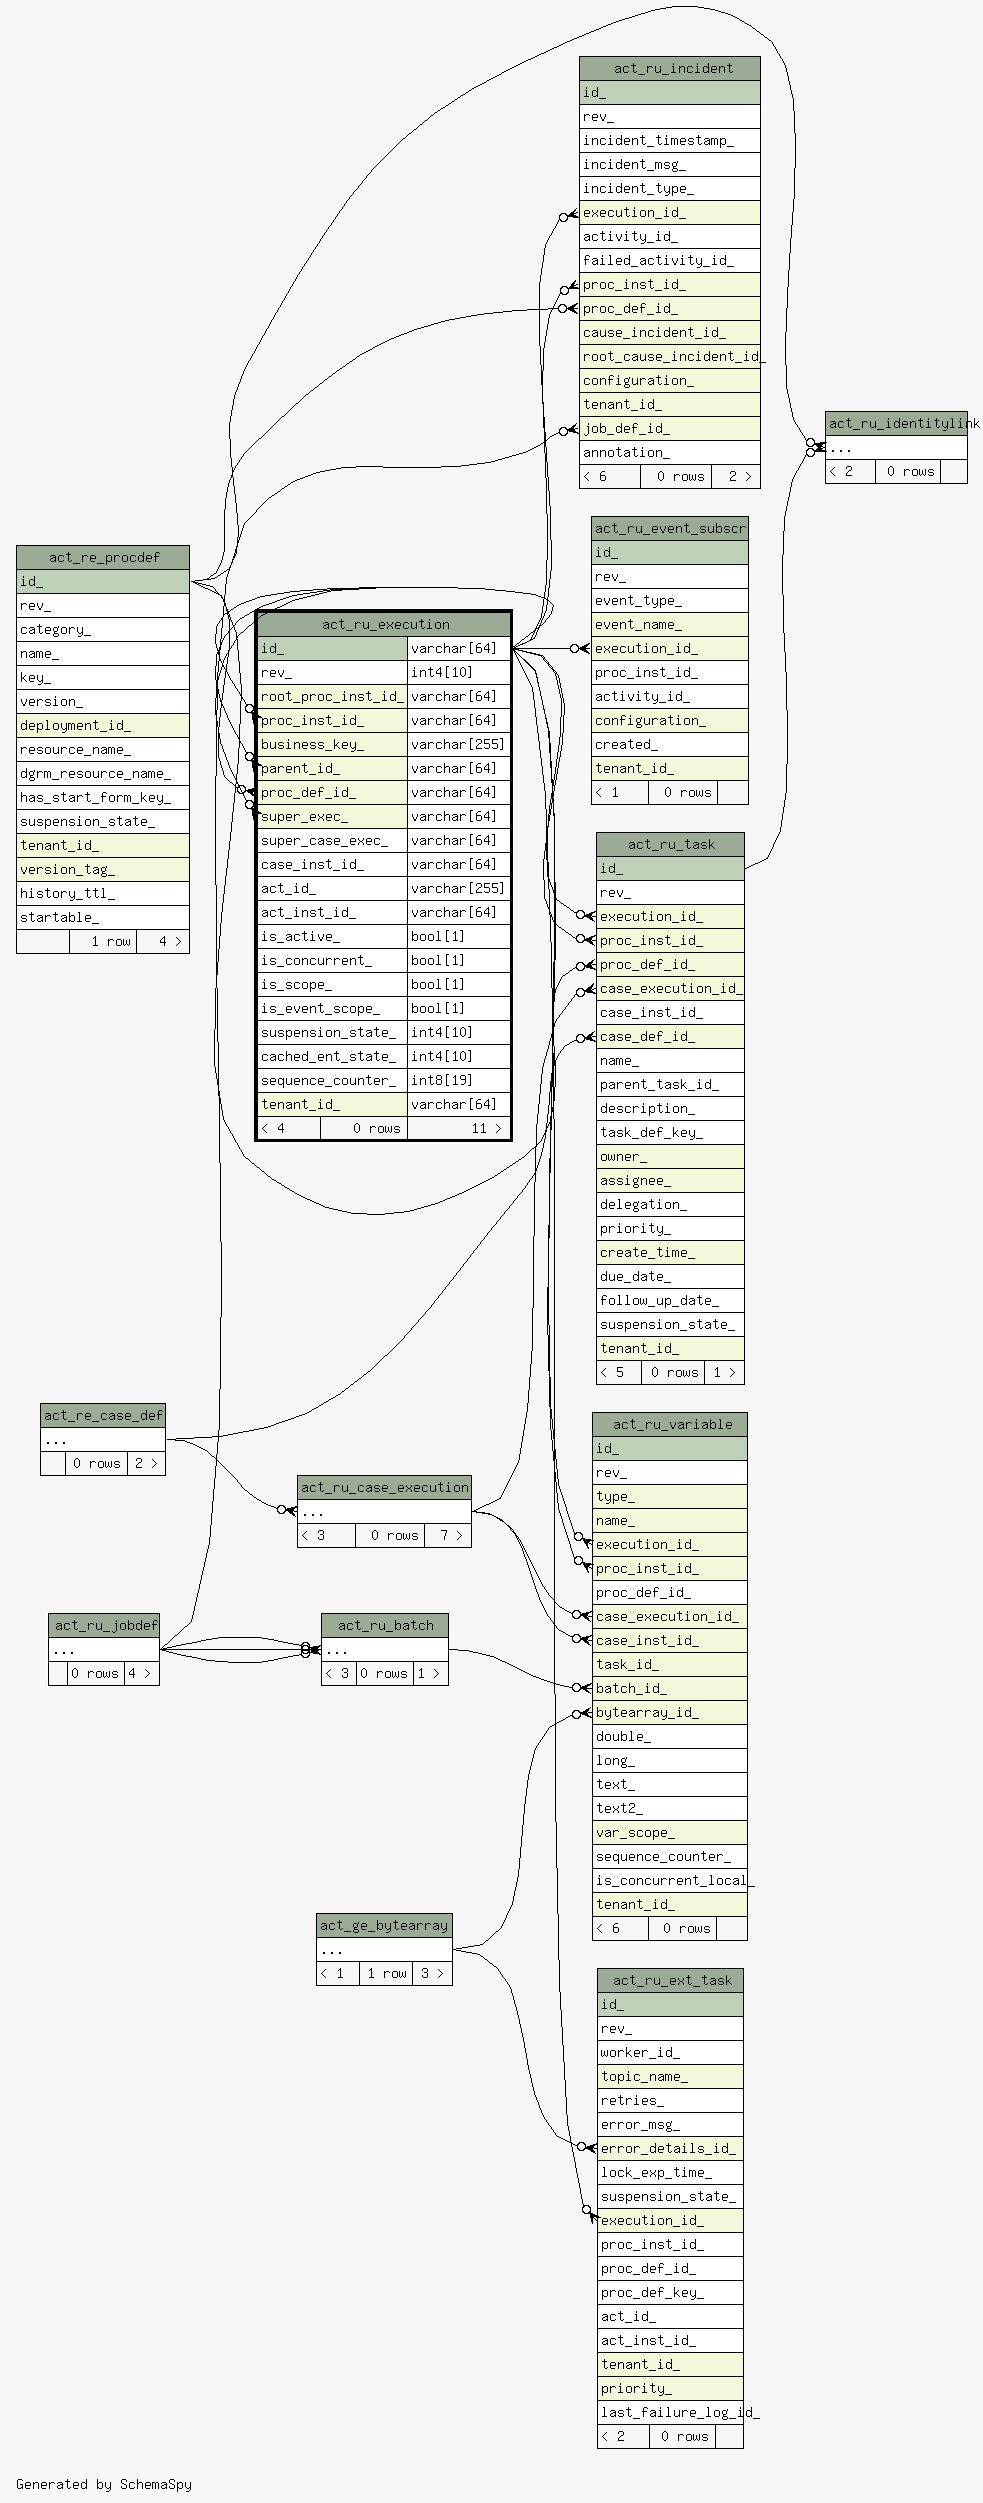 act_ru_incident
id_
rev_
incident_timestamp_
incident_msg_
incident_type_
execution_id_
activity_id_
failed_activity_id_
proc_inst_id_
proc_def_id_
cause_incident_id_
root_cause_incident_id_
configuration_
tenant_id_
job_def_id_
annotation_
< 6 0 rows 2 >
act_ru_identitylink
...
< 2 0 rows
act_ru_event_subscr
id_
rev_
event_type_
event_name_
execution_id_
proc_inst_id_
activity_id_
configuration_
created_
tenant_id_
< 1 0 rows
act_re_procdef
id_
rev_
category_
name_
key_
version_
deployment_id_
resource_name_
dgrm_resource_name_
has_start_form_key_
suspension_state_
tenant_id_
version_tag_
history_ttl_
startable_
1 row 4 >
act_ru_execution
id_ varchar[64]
rev_ int4[10]
root_proc_inst_id_ varchar[64]
proc_inst_id_ varchar[64]
business_key_ varchar[255]
parent_id_ varchar[64]
proc_def_id_ varchar[64]
super_exec_ varchar[64]
super_case_exec_ varchar[64]
case_inst_id_ varchar[64]
act_id_ varchar[255]
act_inst_id_ varchar[64]
is_active_ bool[1]
is_concurrent_ bool[1]
is_scope_ bool[1]
is_event_scope_ bool[1]
suspension_state_ int4[10]
cached_ent_state_ int4[10]
sequence_counter_ int8[19]
tenant_id_ varchar[64]
< 4 0 rows 11 >
act_ru_task
id_
rev_
execution_id_
proc_inst_id_
proc_def_id_
case_execution_id_
case_inst_id_
case_def_id_
name_
parent_task_id_
description_
task_def_key_
owner_
assignee_
delegation_
priority_
create_time_
due_date_
follow_up_date_
suspension_state_
tenant_id_
< 5 0 rows 1 >
act_re_case_def
...
0 rows 2 >
act_ru_case_execution
...
< 3 0 rows 7 >
act_ru_jobdef
...
0 rows 4 >
act_ru_batch
...
< 3 0 rows 1 >
act_ru_variable
id_
rev_
type_
name_
execution_id_
proc_inst_id_
proc_def_id_
case_execution_id_
case_inst_id_
task_id_
batch_id_
bytearray_id_
double_
long_
text_
text2_
var_scope_
sequence_counter_
is_concurrent_local_
tenant_id_
< 6 0 rows
act_ge_bytearray
...
< 1 1 row 3 >
act_ru_ext_task
id_
rev_
worker_id_
topic_name_
retries_
error_msg_
error_details_id_
lock_exp_time_
suspension_state_
execution_id_
proc_inst_id_
proc_def_id_
proc_def_key_
act_id_
act_inst_id_
tenant_id_
priority_
last_failure_log_id_
< 2 0 rows
Generated by SchemaSpy